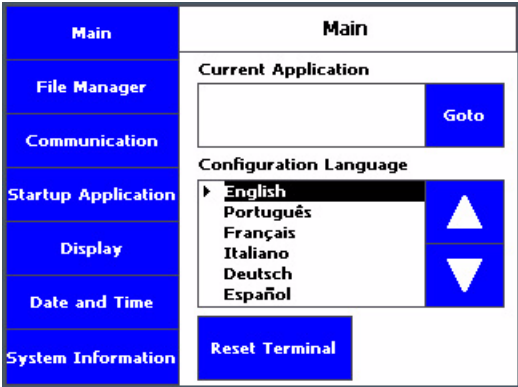 Main
File Manager
Communication
Startup Application
Display
Date and Time
System Information
Main
Current Application
Goto
Configuration Language
English
Português
Français
Italiano
Deutsch
Español
Reset Terminal